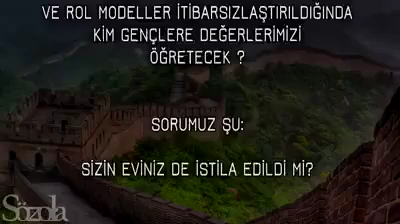 VE ROL MODELLER İTİBARSIZLAŞTIRILDIĞINDA
KİM GENÇLERE DEĞERLERİMİZİ
ÖĞRETECEK ?
SORUMUZ ŞU:
SİZİN EVİNİZ DE İSTİLA EDİLDİ Mİ?
Sözola